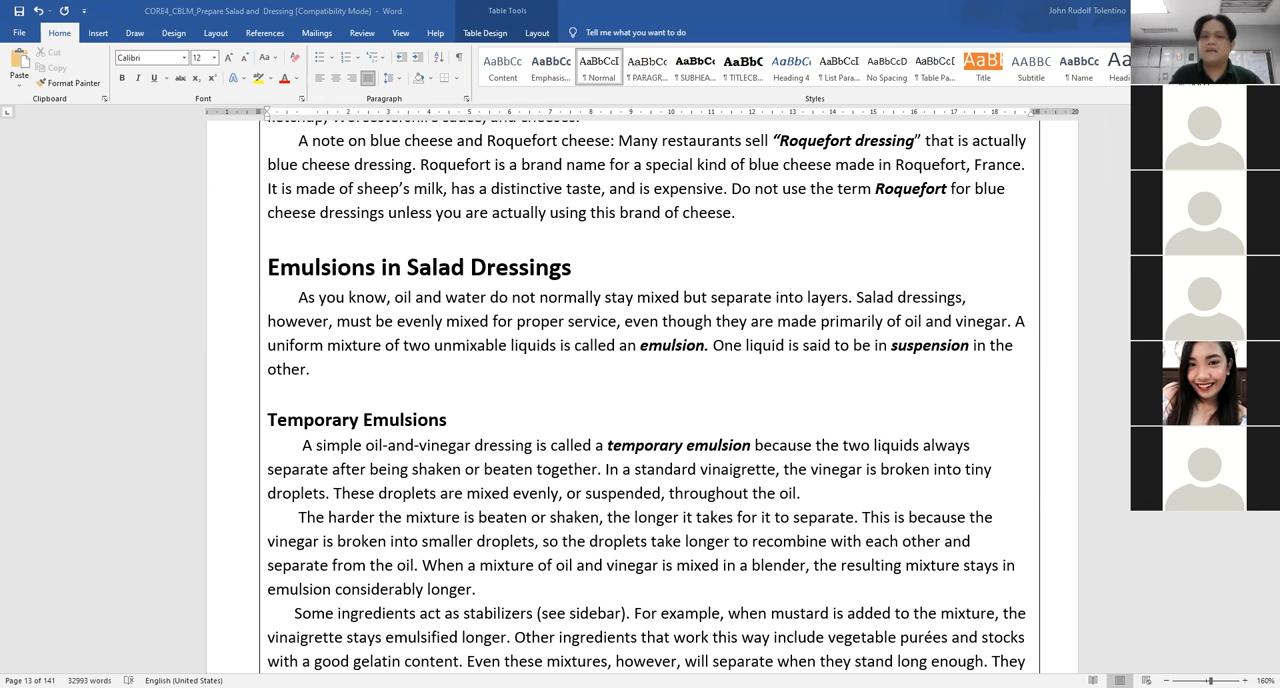 CORE4_CBLM_Prepare Salad and Dressing [Compatibility Mode] - Word
Table Tools
John Rudolf Tolentino
File Home Insert Draw Design Layout References Mailings Review View Help Table Design Layout Tell me what you want to do
Paste
Cut
Copy
Format Painter
Clipboard
Calibri 12
Font
Paragraph
AaBbCc AaBbCc AaBbCcI AaBbCc AaBbCc AaBbC AaBbC AaBbCcI AaBbCcD AaBbCc AaBl AABBC AaBbCc Aa
Content Emphasis... ¶ Normal ¶ PARAGR... ¶ SUBHEA... ¶ TITLECB... Heading 4 ¶ List Para... No Spacing ¶ Table Pa... Title Subtitle ¶ Name Headi
Styles
A note on blue cheese and Roquefort cheese: Many restaurants sell “Roquefort dressing” that is actually
blue cheese dressing. Roquefort is a brand name for a special kind of blue cheese made in Roquefort, France.
It is made of sheep’s milk, has a distinctive taste, and is expensive. Do not use the term Roquefort for blue
cheese dressings unless you are actually using this brand of cheese.
Emulsions in Salad Dressings
As you know, oil and water do not normally stay mixed but separate into layers. Salad dressings,
however, must be evenly mixed for proper service, even though they are made primarily of oil and vinegar. A
uniform mixture of two unmixable liquids is called an emulsion. One liquid is said to be in suspension in the
other.
Temporary Emulsions
A simple oil-and-vinegar dressing is called a temporary emulsion because the two liquids always
separate after being shaken or beaten together. In a standard vinaigrette, the vinegar is broken into tiny
droplets. These droplets are mixed evenly, or suspended, throughout the oil.
The harder the mixture is beaten or shaken, the longer it takes for it to separate. This is because the
vinegar is broken into smaller droplets, so the droplets take longer to recombine with each other and
separate from the oil. When a mixture of oil and vinegar is mixed in a blender, the resulting mixture stays in
emulsion considerably longer.
Some ingredients act as stabilizers (see sidebar). For example, when mustard is added to the mixture, the
vinaigrette stays emulsified longer. Other ingredients that work this way include vegetable purées and stocks
with a good gelatin content. Even these mixtures, however, will separate when they stand long enough. They
Page 13 of 141 32993 words English (United States) 160%